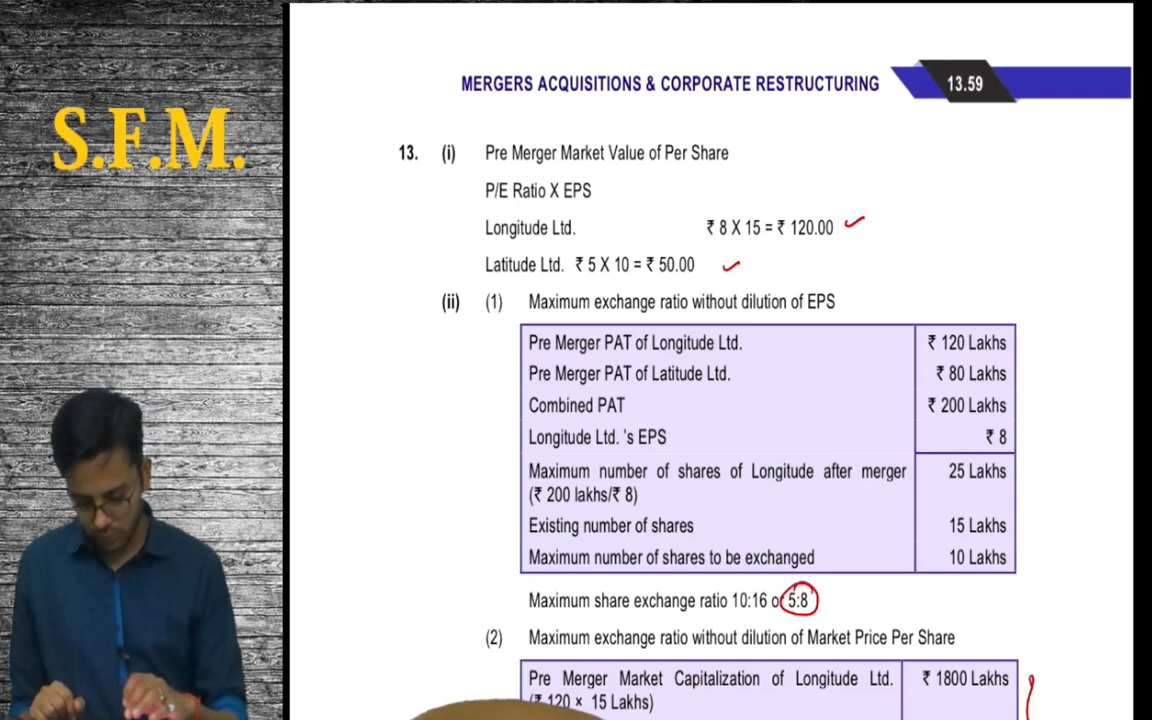 S.F.M.
MERGERS ACQUISITIONS & CORPORATE RESTRUCTURING 13.59
13. (i) Pre Merger Market Value of Per Share
P/E Ratio X EPS
Longitude Ltd. ₹ 8 X 15 = ₹ 120.00
Latitude Ltd. ₹ 5 X 10 = ₹ 50.00
(ii) (1) Maximum exchange ratio without dilution of EPS
Pre Merger PAT of Longitude Ltd. ₹ 120 Lakhs
Pre Merger PAT of Latitude Ltd. ₹ 80 Lakhs
Combined PAT ₹ 200 Lakhs
Longitude Ltd. 's EPS ₹ 8
Maximum number of shares of Longitude after merger 25 Lakhs
(₹ 200 lakhs/₹ 8)
Existing number of shares 15 Lakhs
Maximum number of shares to be exchanged 10 Lakhs
Maximum share exchange ratio 10:16 or 5:8
(2) Maximum exchange ratio without dilution of Market Price Per Share
Pre Merger Market Capitalization of Longitude Ltd. ₹ 1800 Lakhs
(₹ 120 × 15 Lakhs)